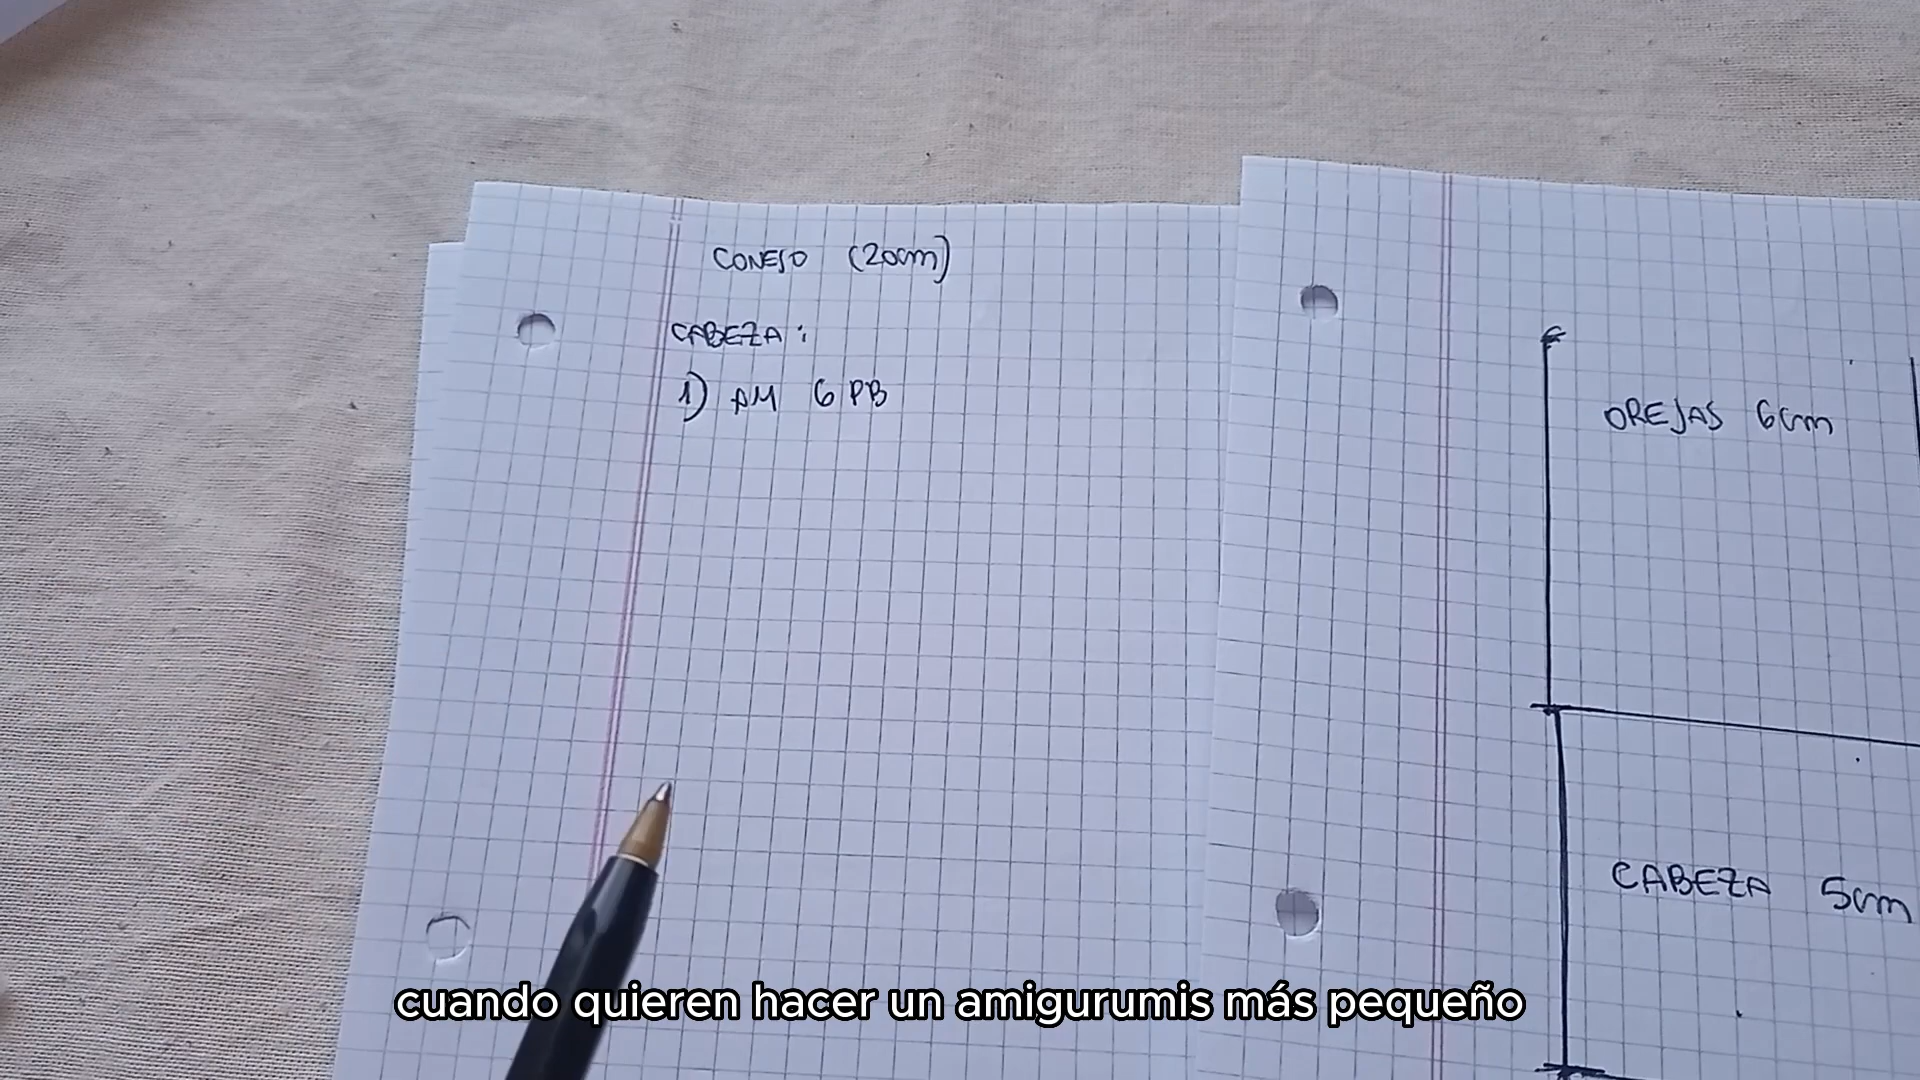 CONEJO (20cm)
CABEZA:
1) AM 6 PB
OREJAS 6cm
CABEZA 5cm
cuando quieren hacer un amigurumis más pequeño